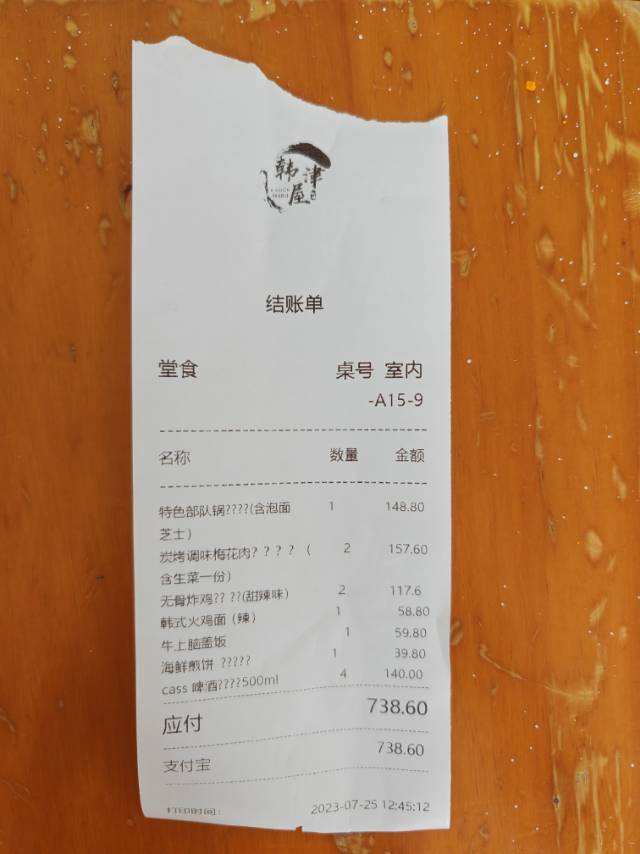 韩津
屋
结账单
堂食 桌号 室内
-A15-9
名称 数量 金额
特色部队锅????(含泡面 1 148.80
芝士)
炭烤调味梅花肉？？？？（ 2 157.60
含生菜一份)
无骨炸鸡?? ??(甜辣味) 2 117.6
韩式火鸡面（辣） 1 58.80
牛上脑盖饭 1 59.80
海鲜煎饼 ????? 1 39.80
cass 啤酒????500ml 4 140.00
应付 738.60
支付宝 738.60
打印时间: 2023-07-25 12:45:12